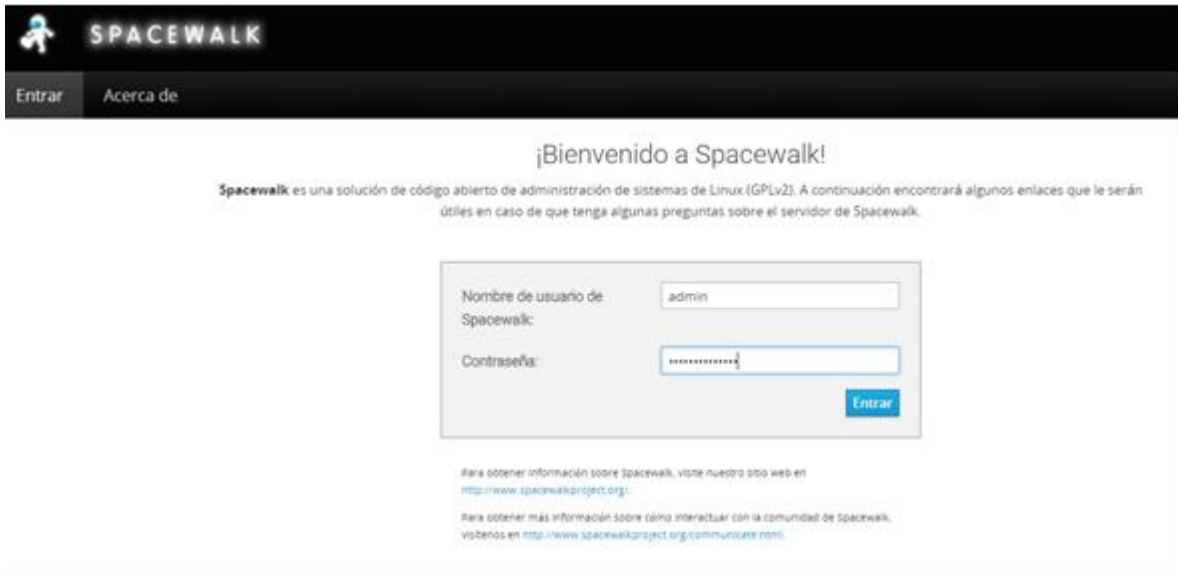 SPACEWALK
Entrar
Acerca de
¡Bienvenido a Spacewalk!
Spacewalk es una solución de código abierto de administración de sistemas de Linux (GPLv2). A continuación encontrará algunos enlaces que le serán
útiles en caso de que tenga algunas preguntas sobre el servidor de Spacewalk.
Nombre de usuario de
Spacewalk:
admin
Contraseña:
Entrar
Para obtener información sobre Spacewalk, visite nuestro sitio web en
http://www.spacewalkproject.org/.
Para obtener más información sobre cómo interactuar con la comunidad de Spacewalk,
visítenos en http://www.spacewalkproject.org/communicate.html.